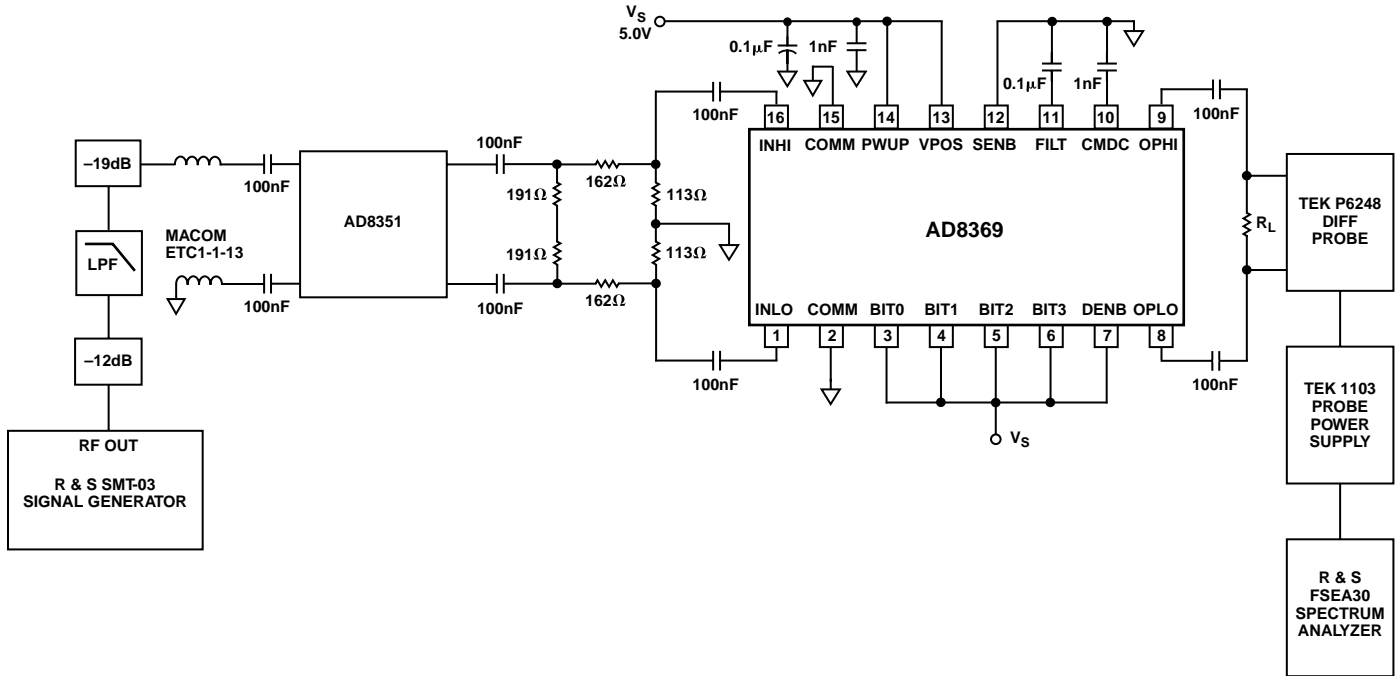 VS
5.0V
0.1µF
1nF
0.1µF
1nF
100nF
100nF
16
15
14
13
12
11
10
9
INHI
COMM
PWUP
VPOS
SENB
FILT
CMDC
OPHI
–19dB
100nF
100nF
162Ω
191Ω
113Ω
AD8351
AD8369
RL
TEK P6248
DIFF
PROBE
MACOM
ETC1-1-13
LPF
191Ω
113Ω
100nF
100nF
162Ω
INLO
COMM
BIT0
BIT1
BIT2
BIT3
DENB
OPLO
1
2
3
4
5
6
7
8
–12dB
100nF
100nF
VS
TEK 1103
PROBE
POWER
SUPPLY
RF OUT
R & S SMT-03
SIGNAL GENERATOR
R & S
FSEA30
SPECTRUM
ANALYZER